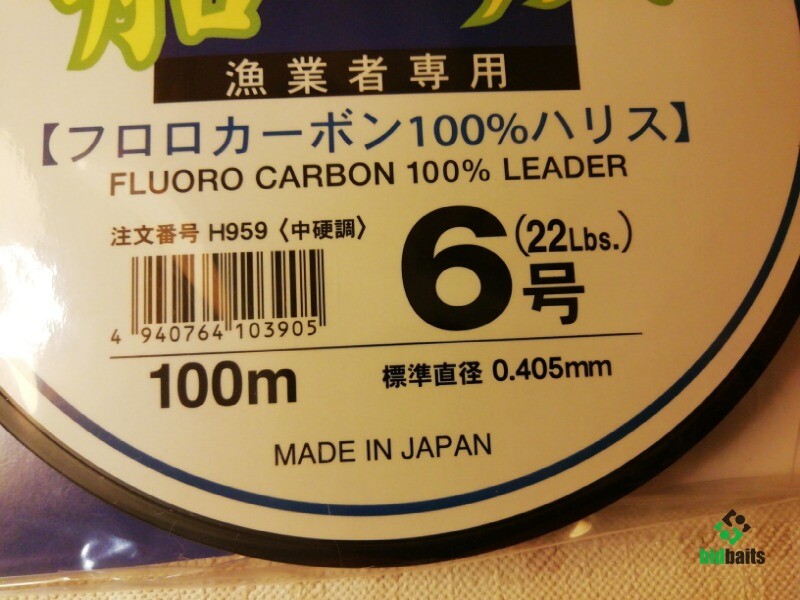 船
漁業者専用
【フロロカーボン100%ハリス】
FLUORO CARBON 100% LEADER
注文番号 H959〈中硬調〉
6号
(22Lbs.)
4 940764 103905
100m
標準直径 0.405mm
MADE IN JAPAN
bidbaits